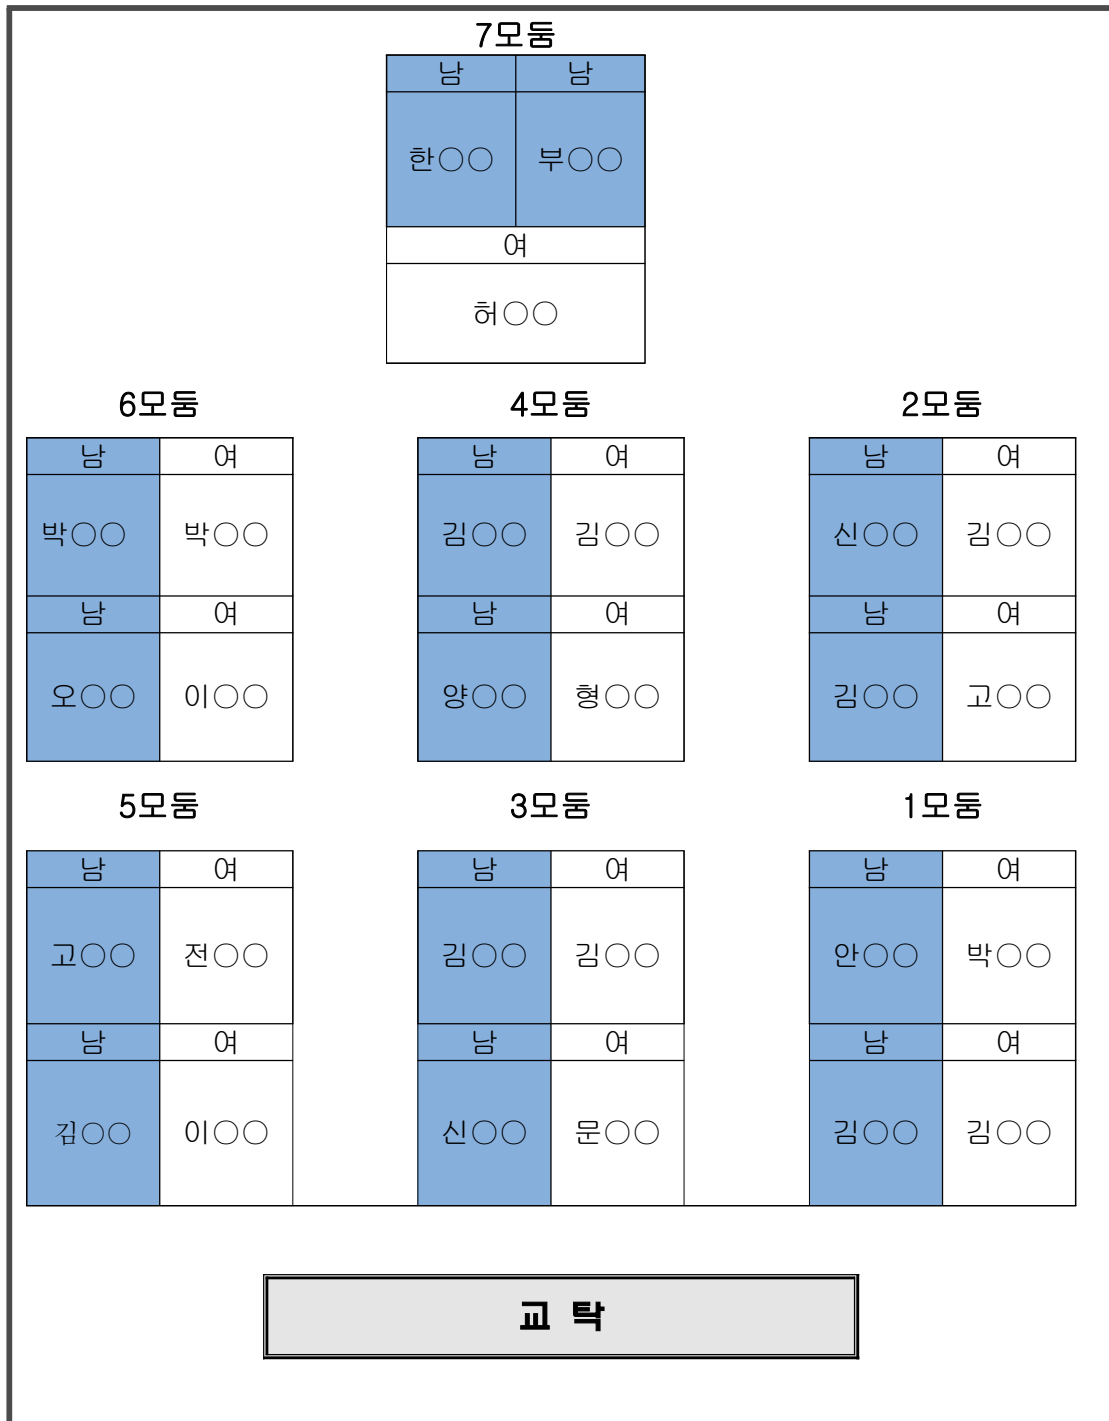 7모둠
남 남
한○○ 부○○
여
허○○
6모둠 4모둠 2모둠
남 여 남 여 남 여
박○○ 박○○ 김○○ 김○○ 신○○ 김○○
남 여 남 여 남 여
오○○ 이○○ 양○○ 형○○ 김○○ 고○○
5모둠 3모둠 1모둠
남 여 남 여 남 여
고○○ 전○○ 김○○ 김○○ 안○○ 박○○
남 여 남 여 남 여
김○○ 이○○ 신○○ 문○○ 김○○ 김○○
교 탁